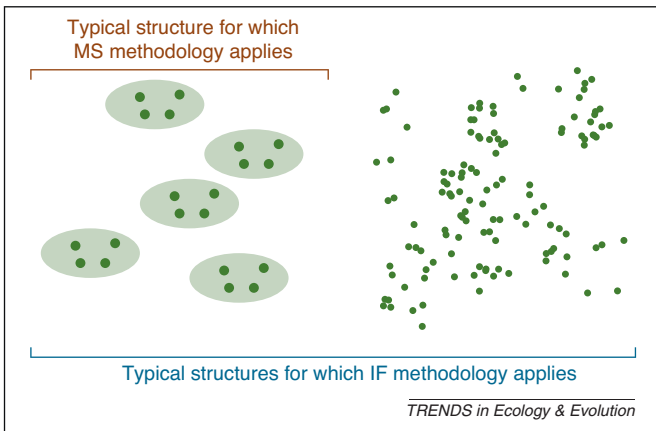 Typical structure for which
MS methodology applies
Typical structures for which IF methodology applies
TRENDS in Ecology & Evolution